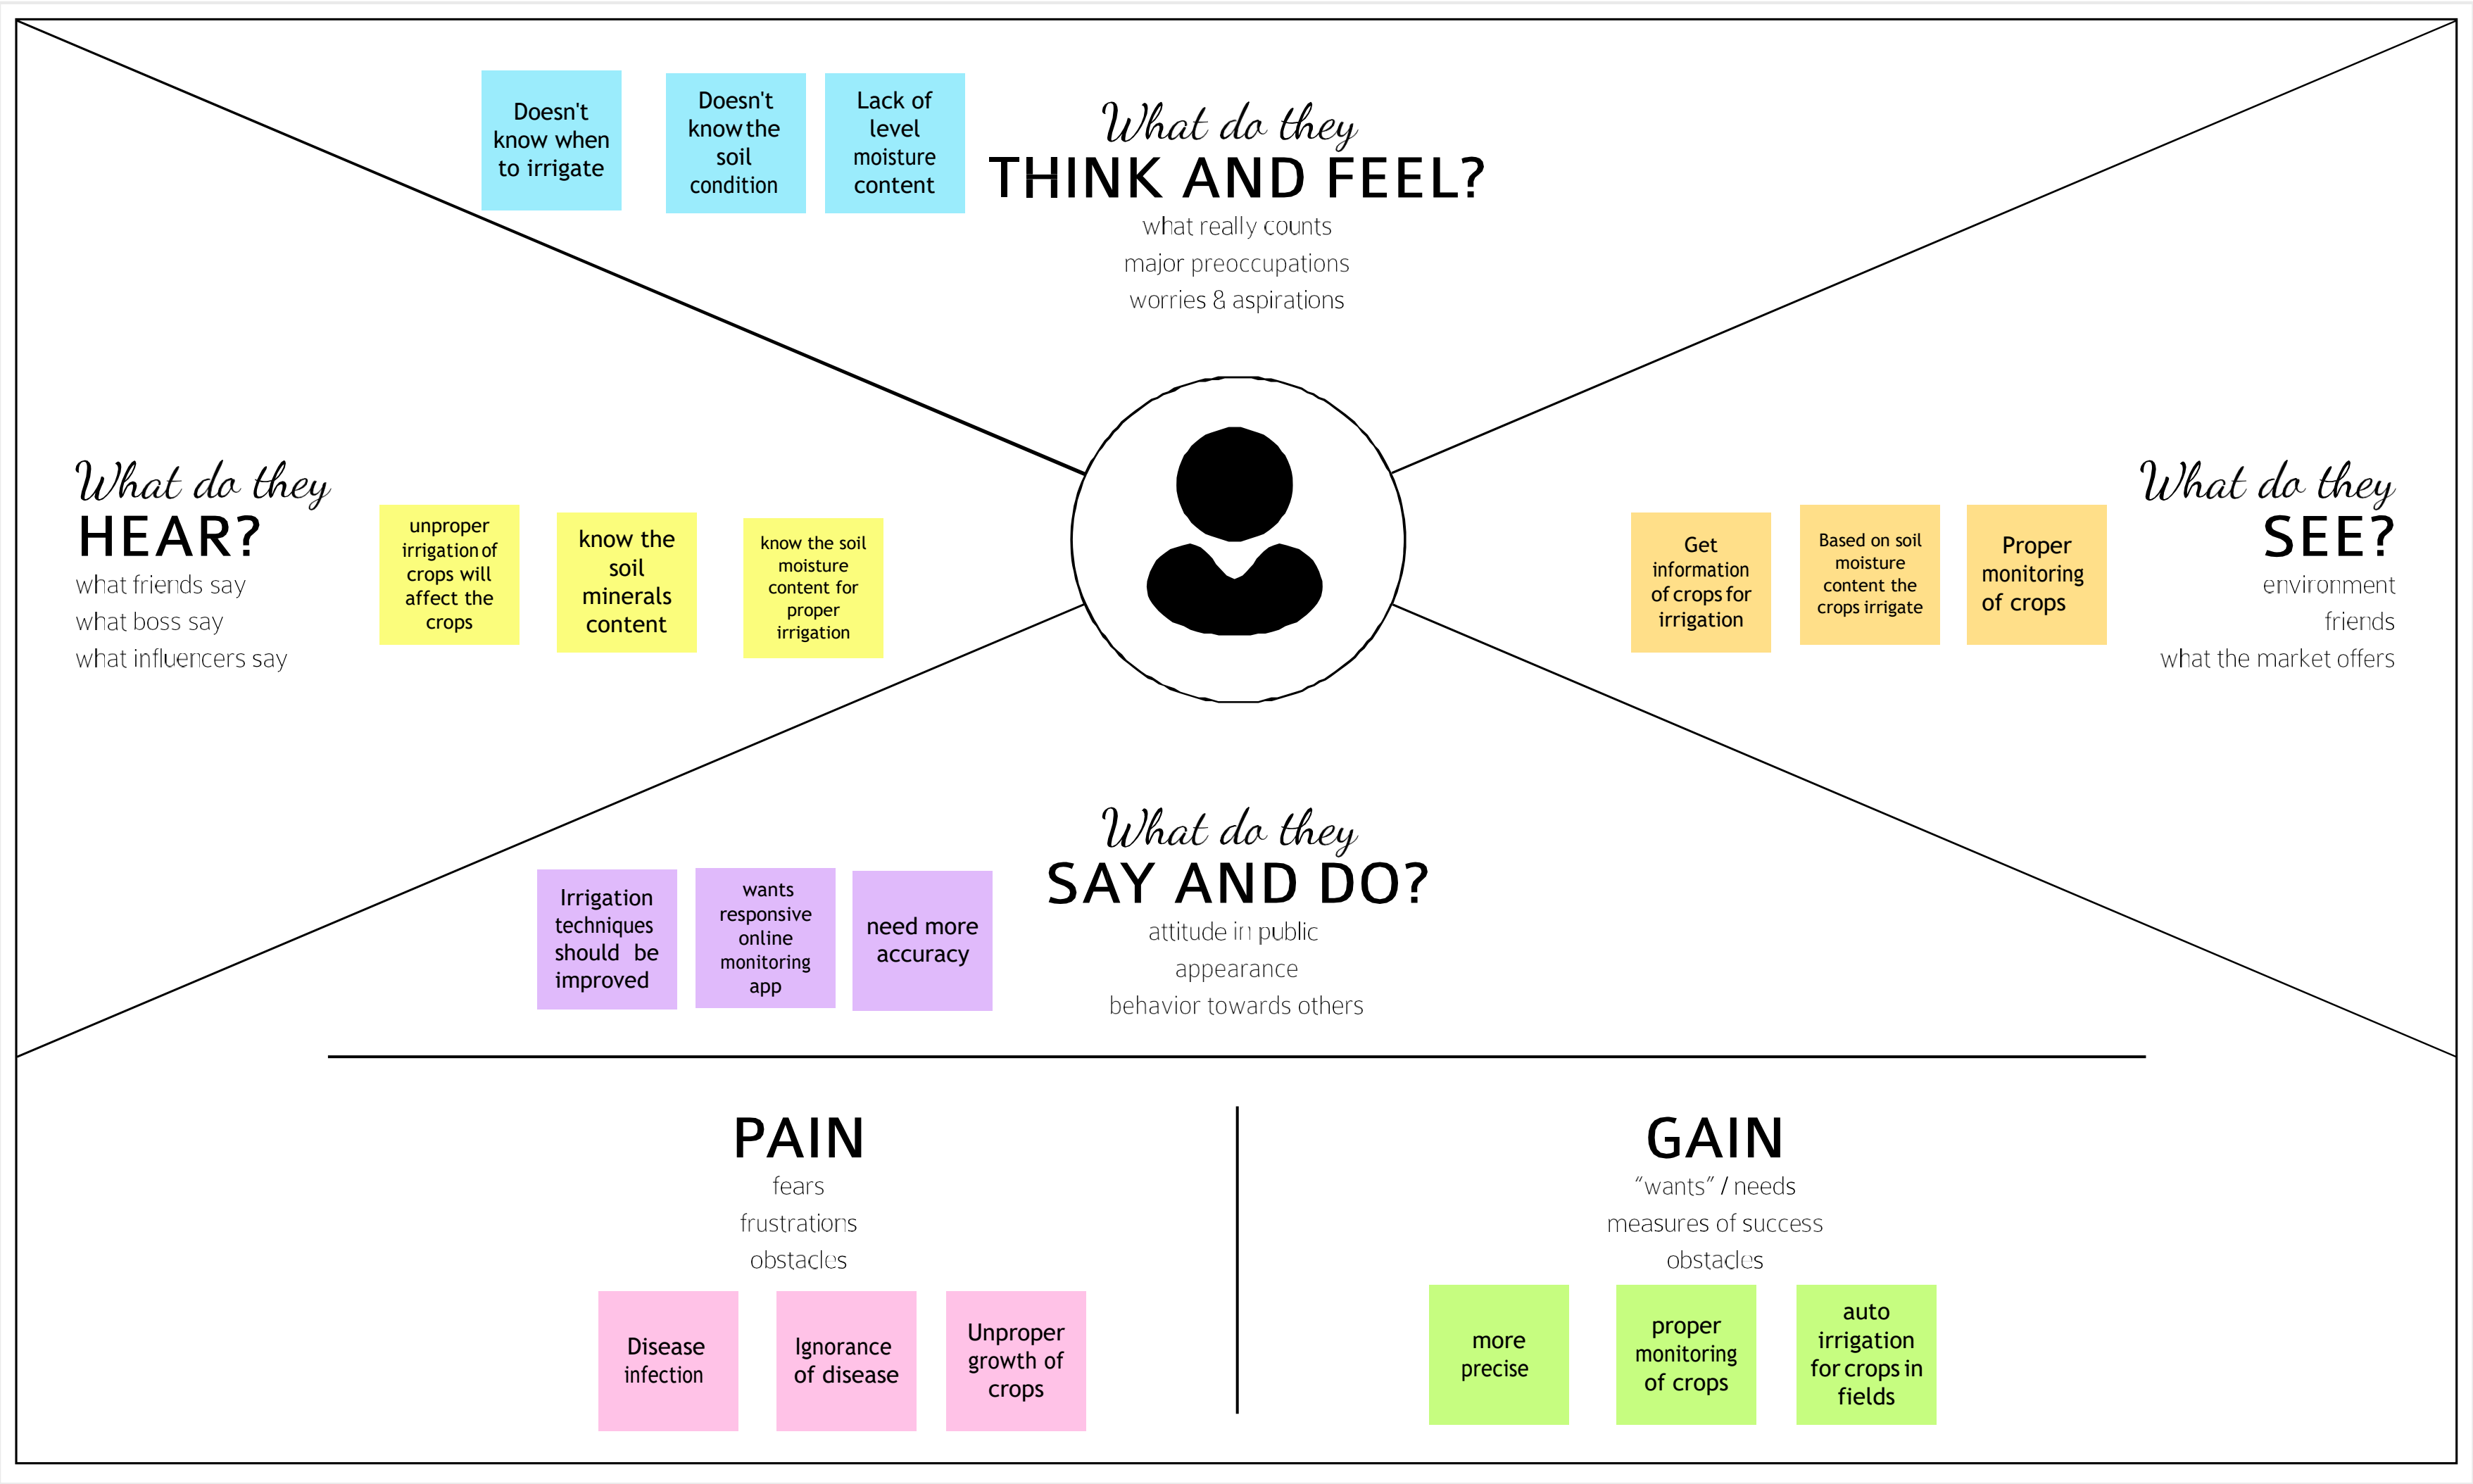 Doesn't
know when
to irrigate
Doesn't
know the
soil
condition
Lack of
level
moisture
content
What do they
THINK AND FEEL?
what really counts
major preoccupations
worries & aspirations
What do they
HEAR?
what friends say
what boss say
what influencers say
unproper
irrigation of
crops will
affect the
crops
know the
soil
minerals
content
know the soil
moisture
content for
proper
irrigation
Get
information
of crops for
irrigation
Based on soil
moisture
content the
crops irrigate
Proper
monitoring
of crops
What do they
SEE?
environment
friends
what the market offers
Irrigation
techniques
should be
improved
wants
responsive
online
monitoring
app
need more
accuracy
What do they
SAY AND DO?
attitude in public
appearance
behavior towards others
PAIN
fears
frustrations
obstacles
Disease
infection
Ignorance
of disease
Unproper
growth of
crops
GAIN
“wants” / needs
measures of success
obstacles
more
precise
proper
monitoring
of crops
auto
irrigation
for crops in
fields